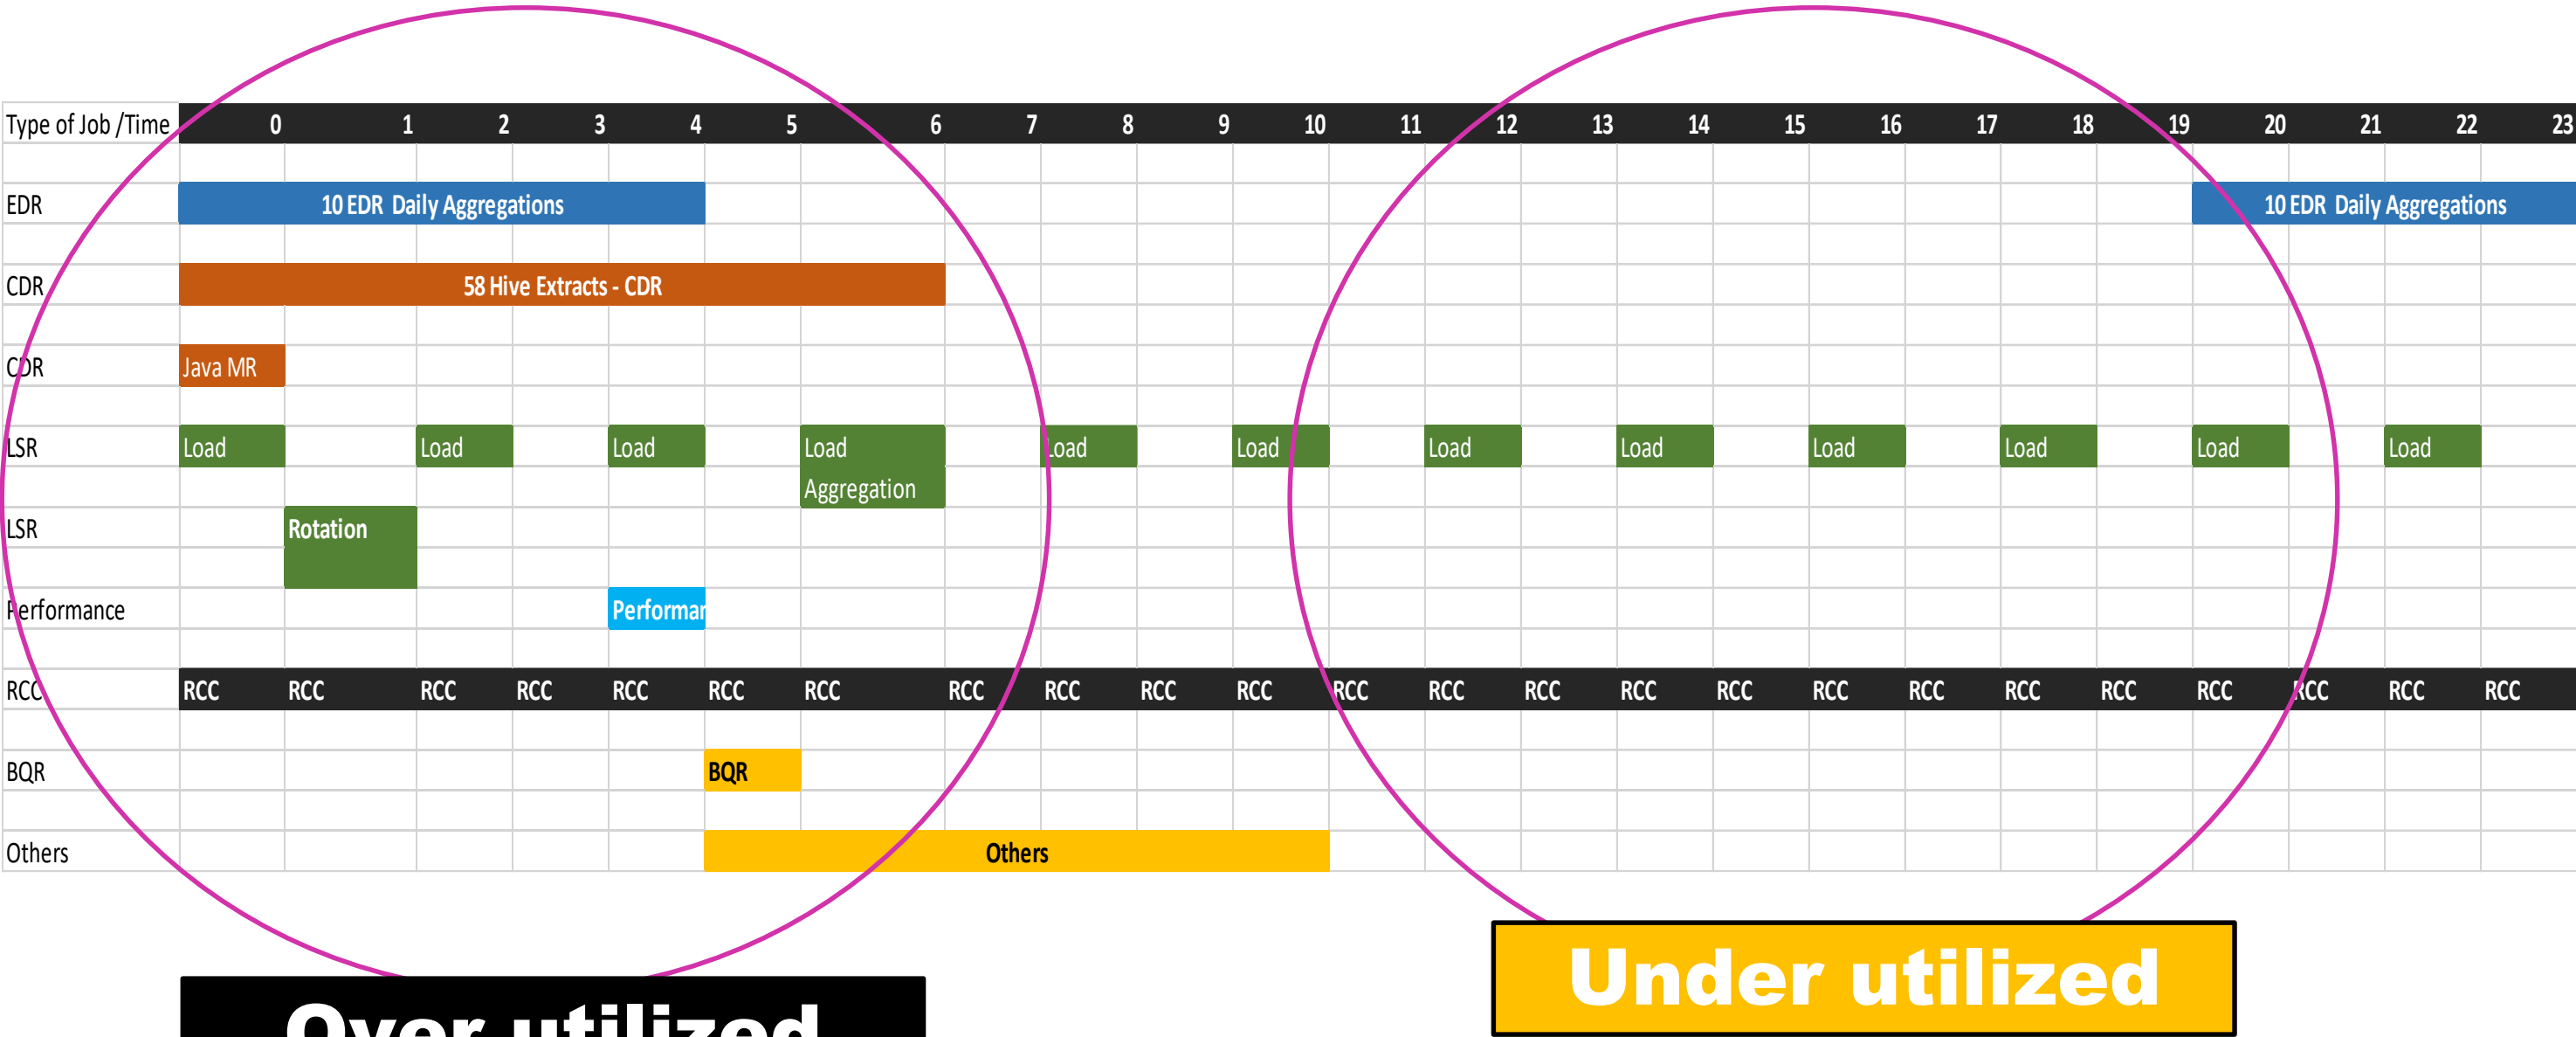 Type of Job /Time 0 1 2 3 4 5 6 7 8 9 10 11 12 13 14 15 16 17 18 19 20 21 22 23
EDR 10 EDR Daily Aggregations 10 EDR Daily Aggregations
CDR 58 Hive Extracts - CDR
CDR Java MR
LSR Load Load Load Load Load Load Load Load Load Load Load Load
Aggregation
LSR Rotation
Performance Performan
RCC RCC RCC RCC RCC RCC RCC RCC RCC RCC RCC RCC RCC RCC RCC RCC RCC RCC RCC RCC RCC RCC RCC RCC RCC
BQR BQR
Others Others
Under utilized
Over utilized